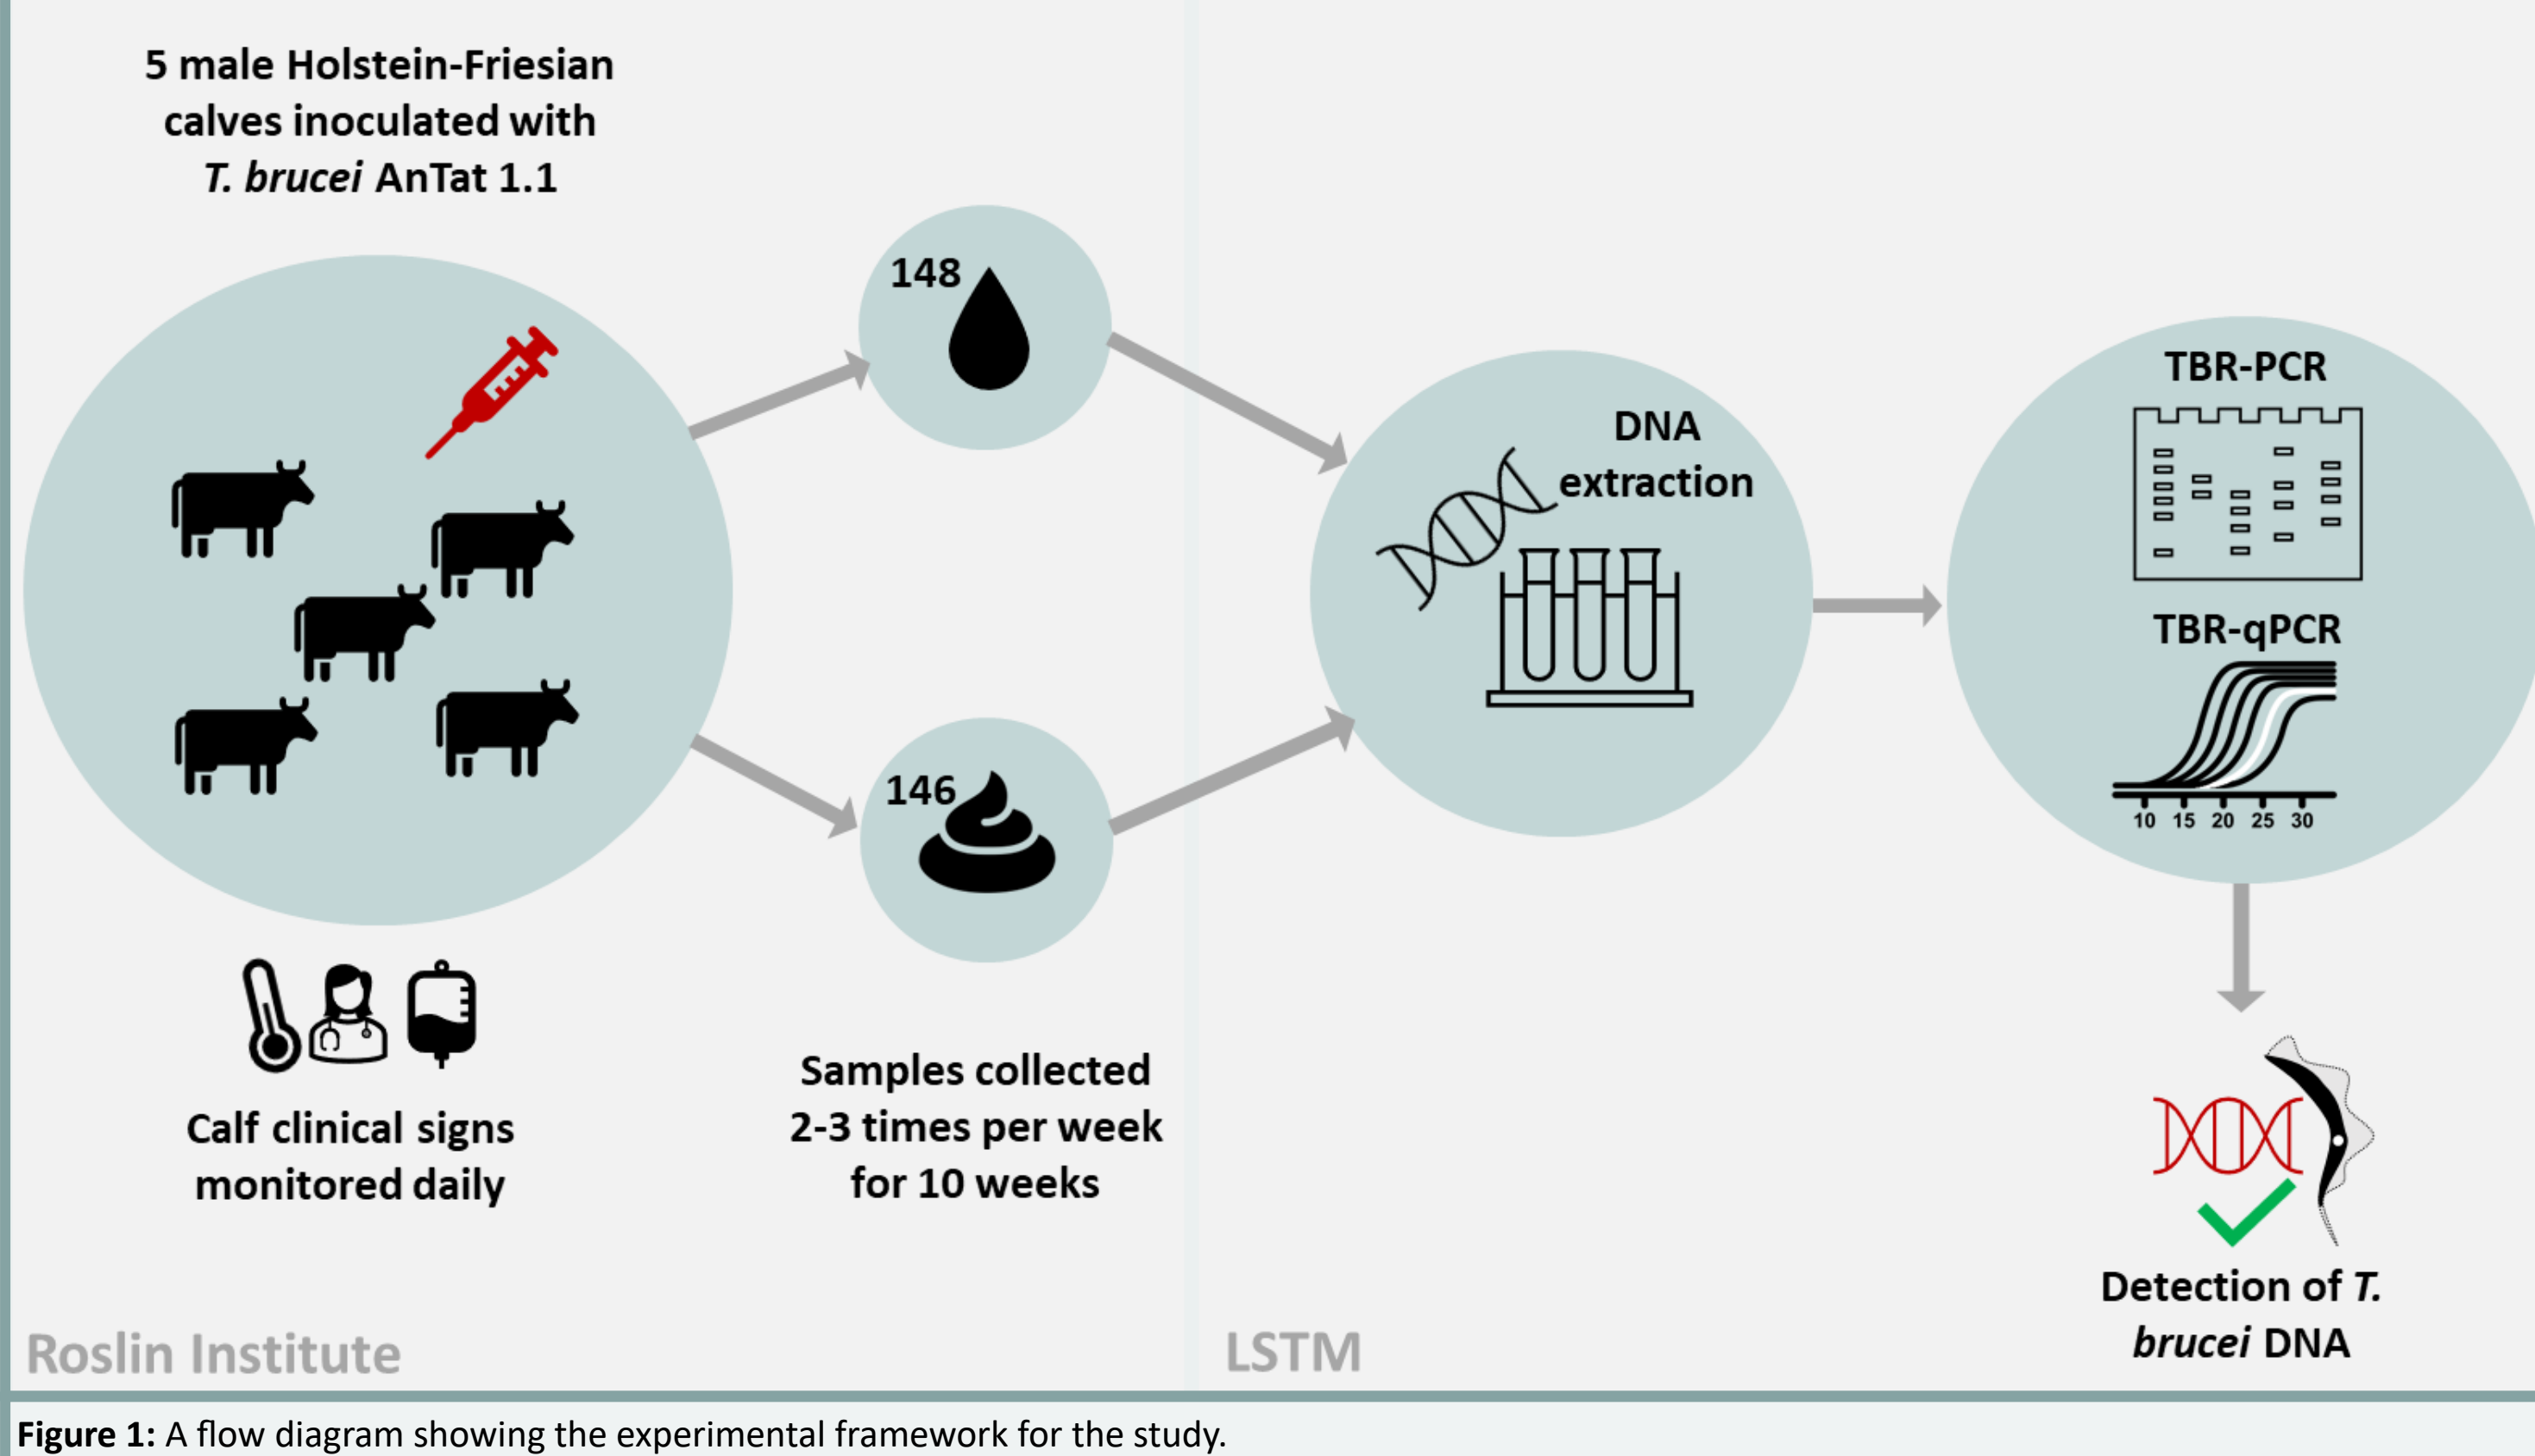 5 male Holstein-Friesian
calves inoculated with
T. brucei AnTat 1.1
148
146
Calf clinical signs
monitored daily
Samples collected
2-3 times per week
for 10 weeks
Roslin Institute
DNA
extraction
TBR-PCR
TBR-qPCR
10 15 20 25 30
Detection of T.
brucei DNA
LSTM
Figure 1: A flow diagram showing the experimental framework for the study.